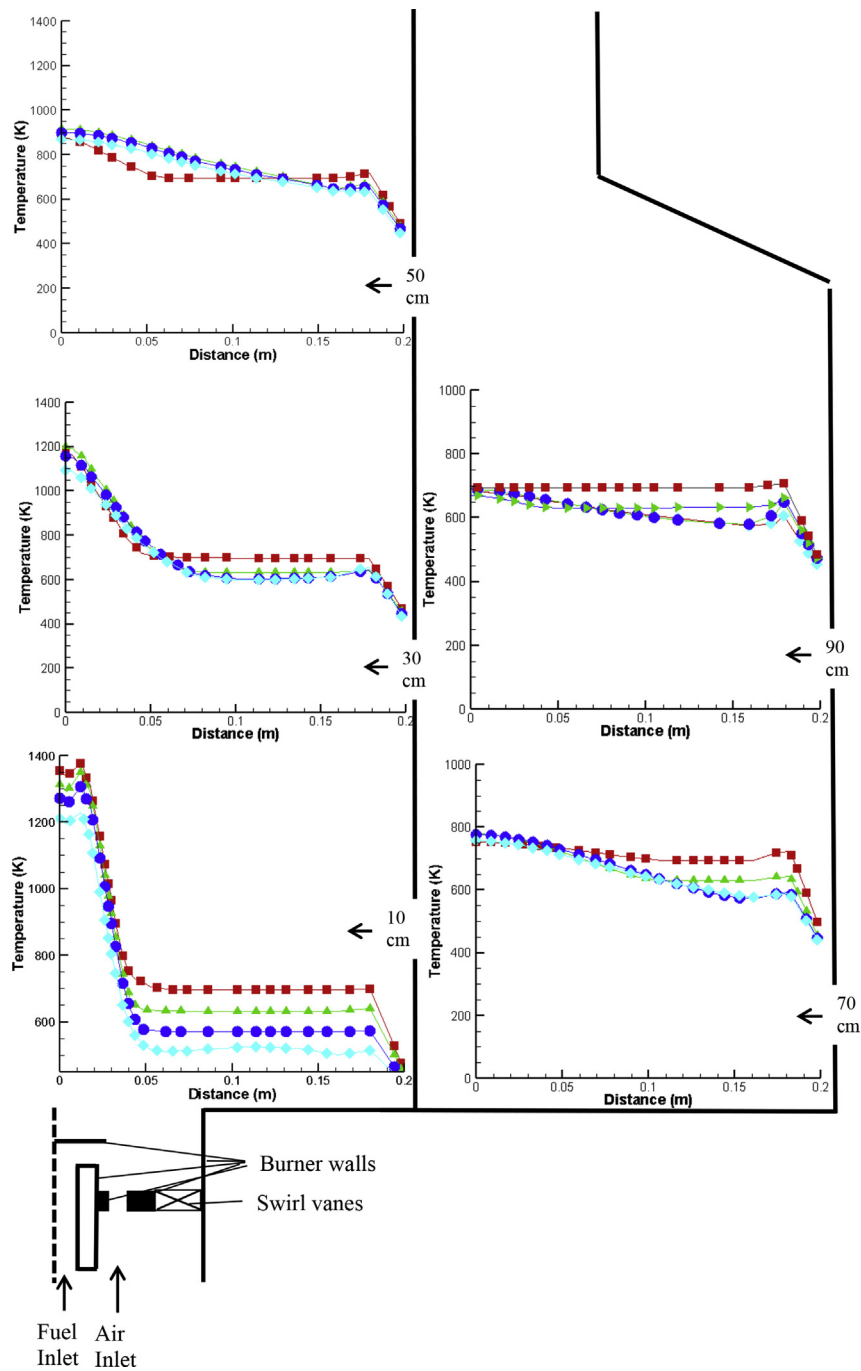 1400
1200
1000
800
600
400
200
0
Temperature (K)
0 0.05 0.1 0.15 0.2
Distance (m)
50
cm
1400
1200
1000
800
600
400
200
0
Temperature (K)
0 0.05 0.1 0.15 0.2
Distance (m)
30
cm
1000
800
600
400
200
0
Temperature (K)
0 0.05 0.1 0.15 0.2
Distance (m)
90
cm
1400
1200
1000
800
600
Temperature (K)
0 0.05 0.1 0.15 0.2
Distance (m)
10
cm
1000
800
600
400
200
0
Temperature (K)
0 0.05 0.1 0.15 0.2
Distance (m)
70
cm
Burner walls
Swirl vanes
Fuel
Inlet
Air
Inlet